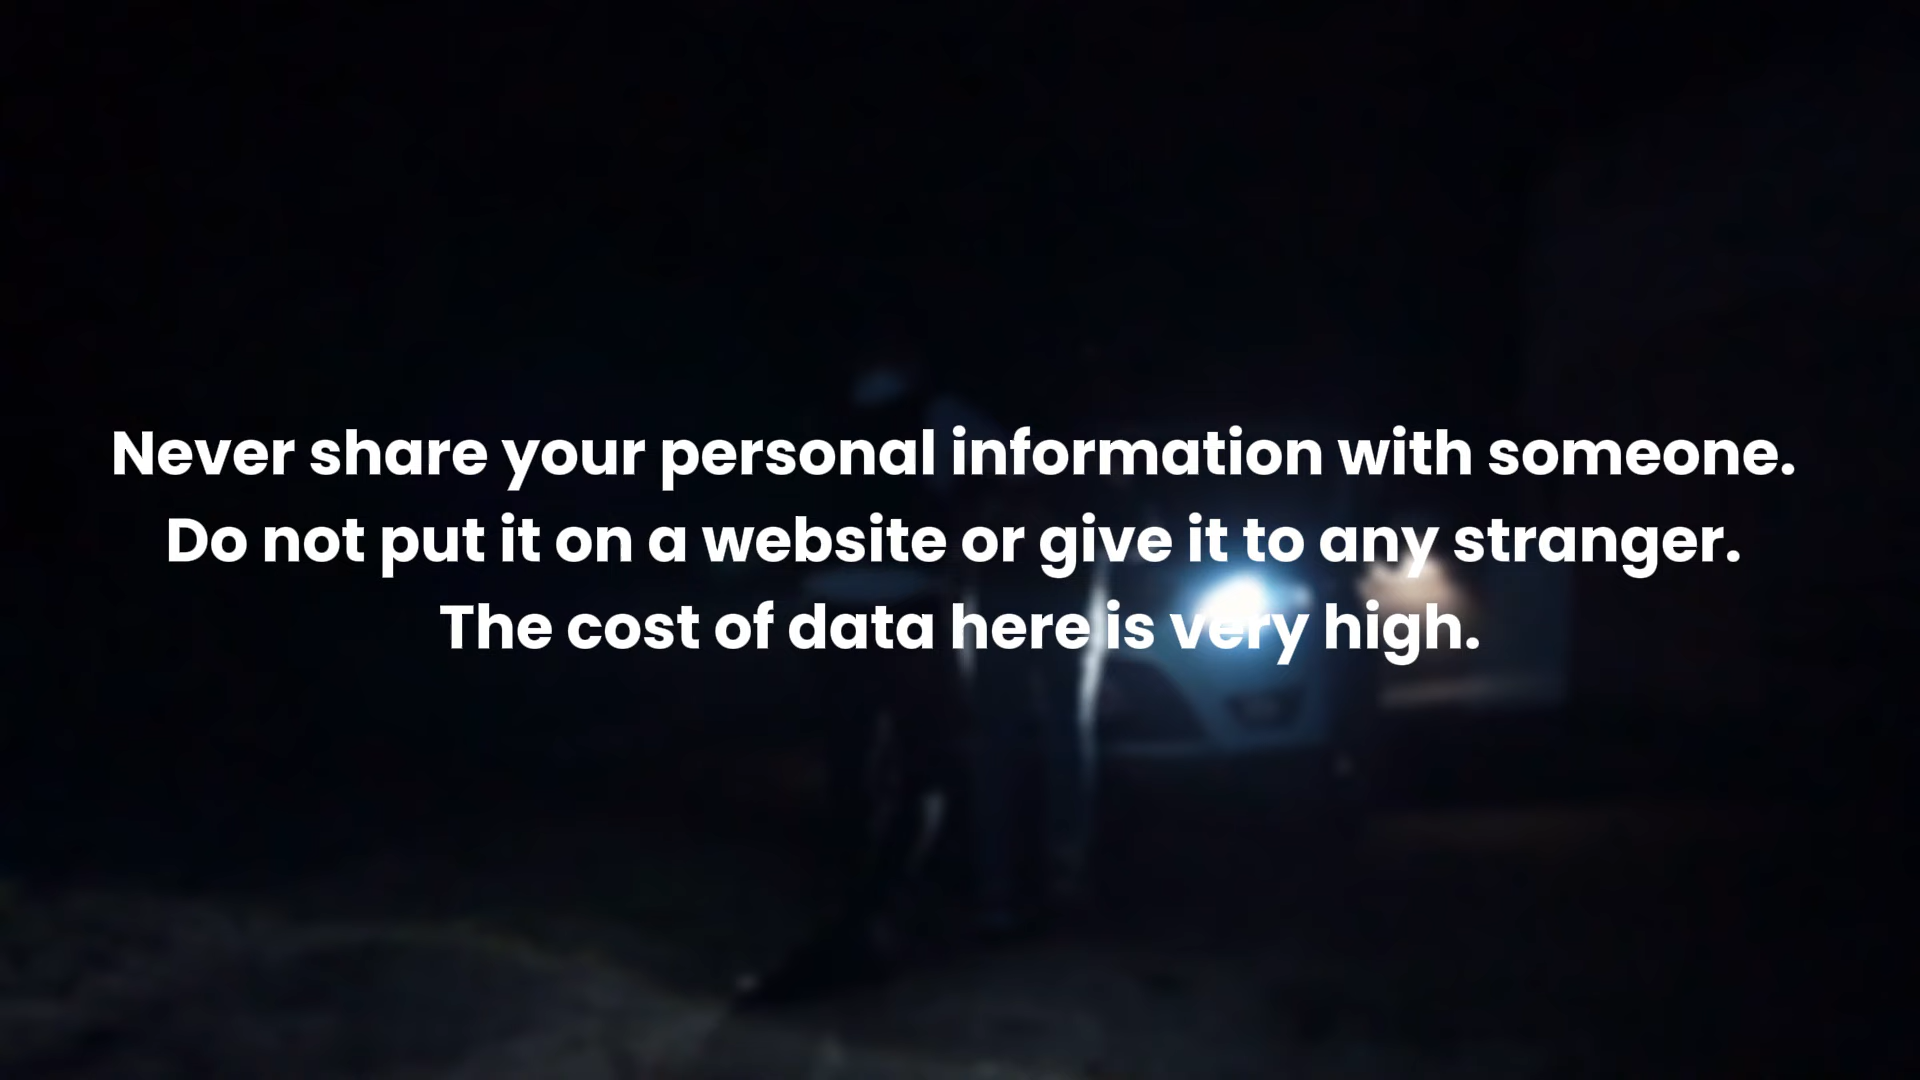 Never share your personal information with someone.
Do not put it on a website or give it to any stranger.
The cost of data here is very high.